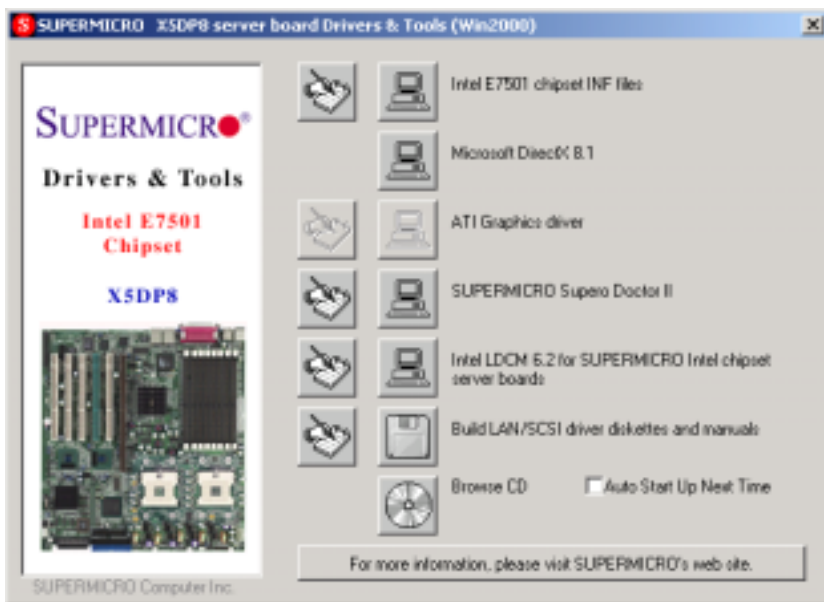 SUPERMICRO X5DP8 server board Drivers & Tools (Win2000)
SUPERMICRO®
Drivers & Tools
Intel E7501
Chipset
X5DP8
Intel E7501 chipset INF files
Microsoft DirectX 8.1
ATI Graphics driver
SUPERMICRO Supero Doctor II
Intel LDCM 6.2 for SUPERMICRO Intel chipset
server boards
Build LAN/SCSI driver diskettes and manuals
Browse CD
Auto Start Up Next Time
For more information, please visit SUPERMICRO's web site.
SUPERMICRO Computer Inc.